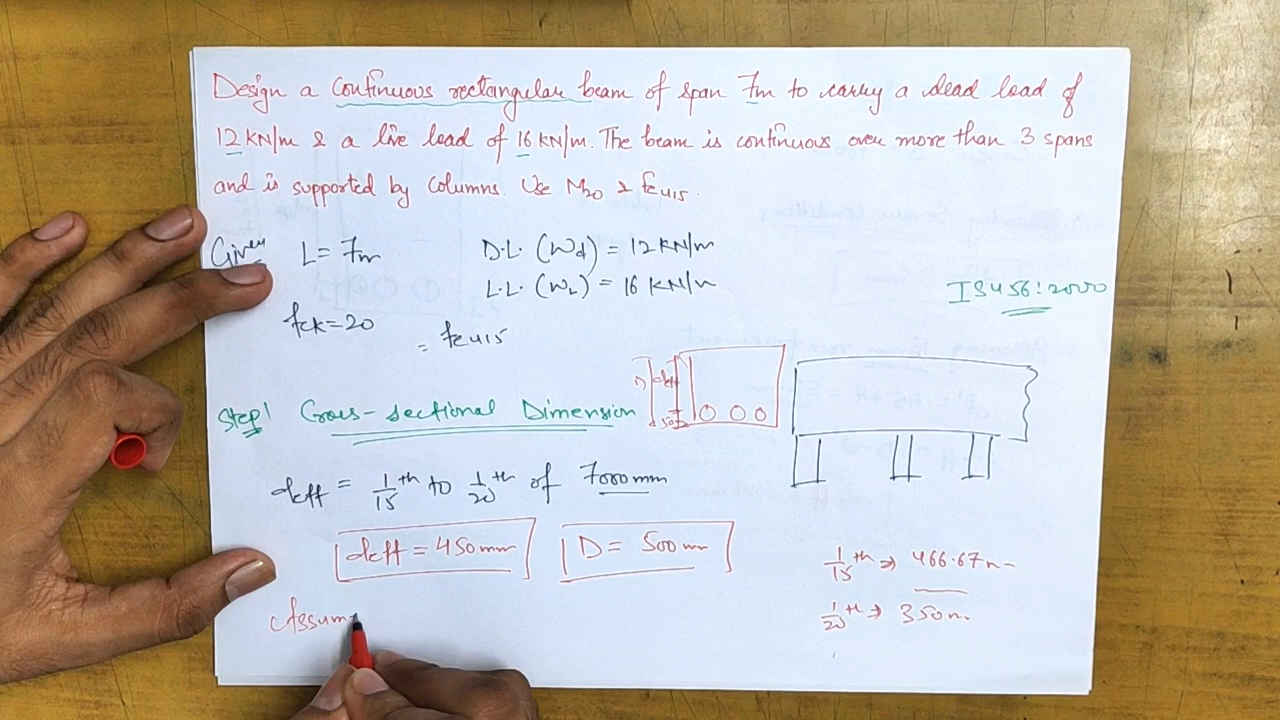 Design a continuous rectangular beam of span 7m to carry a dead load of
12 KN/m & a live load of 16 KN/m. The beam is continuous over more than 3 spans
and is supported by columns. Use M20 & Fe415.
Given L = 7m D.L. (Wd) = 12 KN/m
L.L. (WL) = 16 KN/m
IS456:2000
fck = 20 = fe415
D deff
50
Step1 Cross-sectional Dimension
deff = 1/15th to 1/20th of 7000mm
deff = 450mm D = 500mm
1/15th ⇒ 466.67m
1/20th ⇒ 350m.
Assum